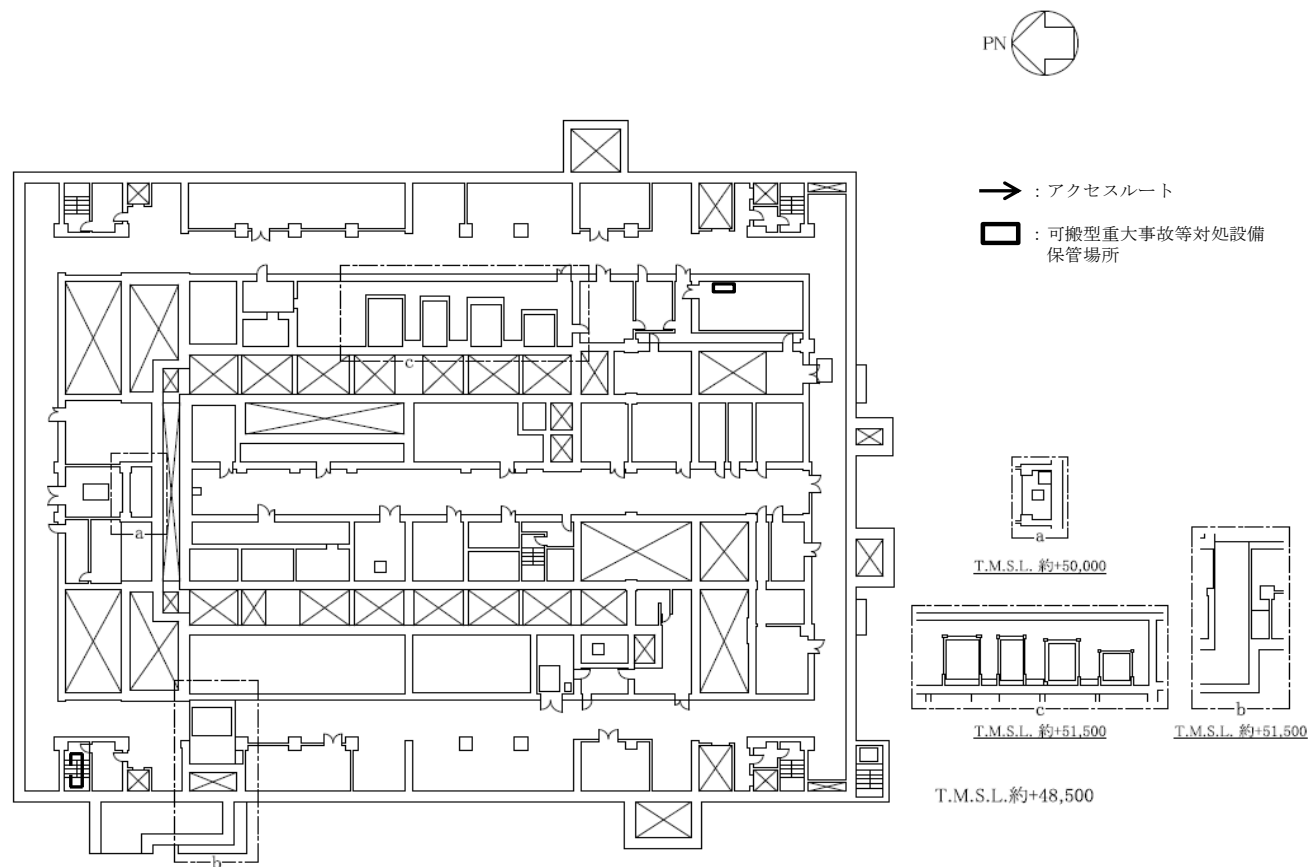 PN
：アクセスルート
：可搬型重大事故等対処設備
保管場所
c
a
b
a
T.M.S.L. 約+50,000
c
T.M.S.L. 約+51,500
b
T.M.S.L. 約+51,500
T.M.S.L.約+48,500